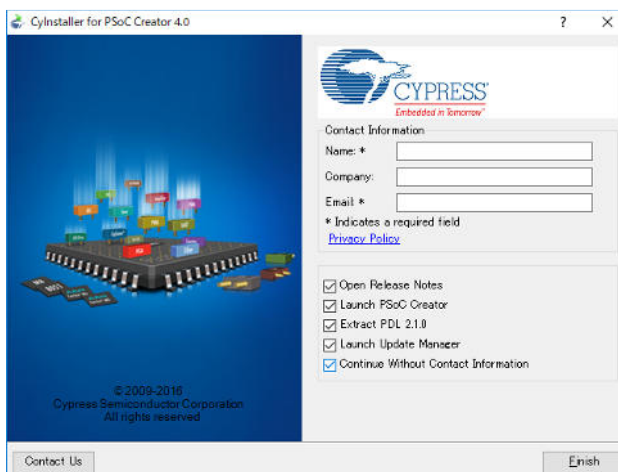 CyInstaller for PSoC Creator 4.0
CYPRESS
Embedded in Tomorrow™
Contact Information
Name: *
Company:
Email: *
* Indicates a required field
Privacy Policy
Open Release Notes
Launch PSoC Creator
Extract PDL 2.1.0
Launch Update Manager
Continue Without Contact Information
© 2009-2016
Cypress Semiconductor Corporation
All rights reserved
Contact Us
Finish